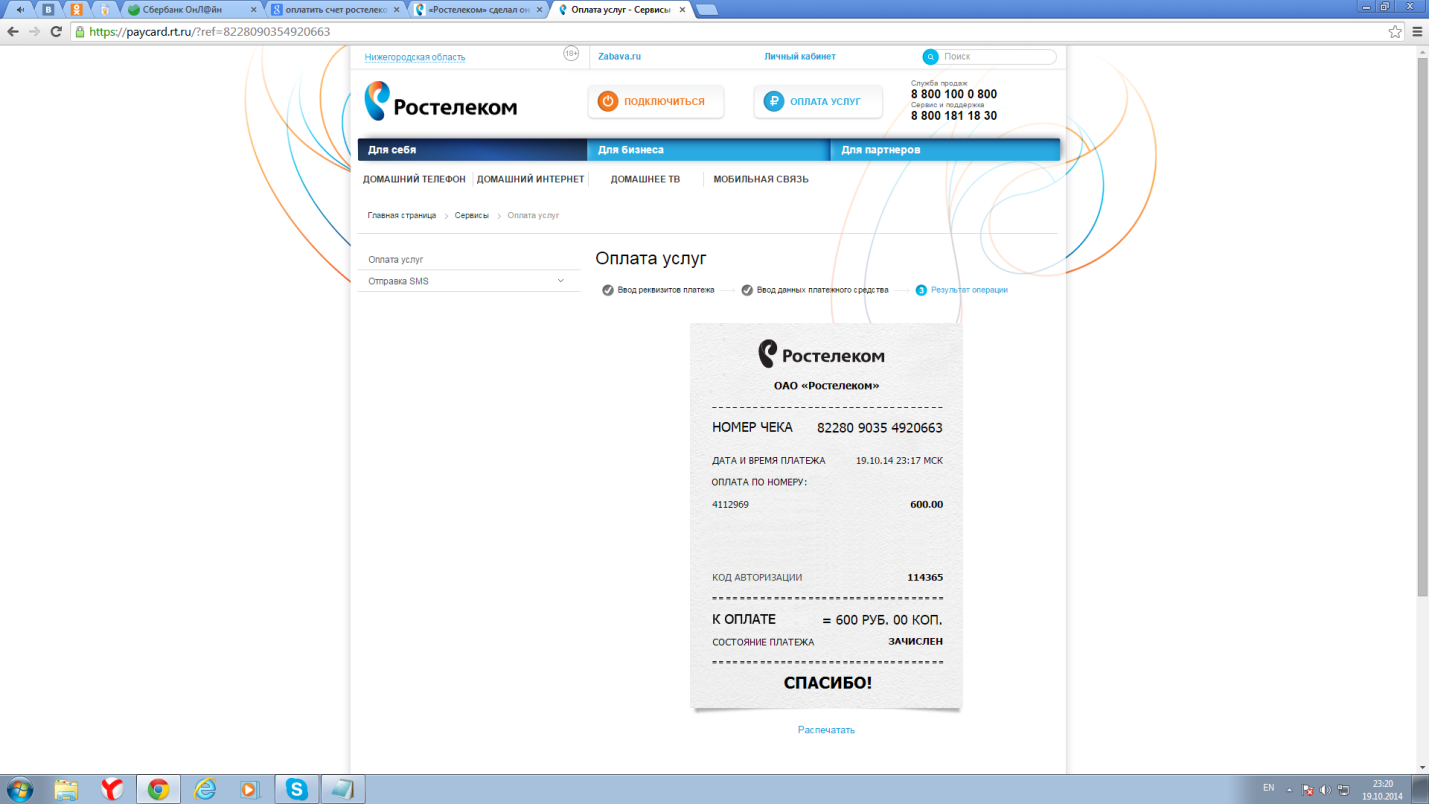 Сбербанк ОнЛ@йн
оплатить счет ростелеко
«Ростелеком» сделал он
Оплата услуг - Сервисы
https://paycard.rt.ru/?ref=8228090354920663
Нижегородская область
18+
Zabava.ru
Личный кабинет
Поиск
Ростелеком
ПОДКЛЮЧИТЬСЯ
ОПЛАТА УСЛУГ
Служба продаж
8 800 100 0 800
Сервис и поддержка
8 800 181 18 30
Для себя
Для бизнеса
Для партнеров
ДОМАШНИЙ ТЕЛЕФОН
ДОМАШНИЙ ИНТЕРНЕТ
ДОМАШНЕЕ ТВ
МОБИЛЬНАЯ СВЯЗЬ
Главная страница > Сервисы > Оплата услуг
Оплата услуг
Отправка SMS
Оплата услуг
Ввод реквизитов платежа
Ввод данных платежного средства
3 Результат операции
Ростелеком
ОАО «Ростелеком»
НОМЕР ЧЕКА 82280 9035 4920663
ДАТА И ВРЕМЯ ПЛАТЕЖА 19.10.14 23:17 МСК
ОПЛАТА ПО НОМЕРУ:
4112969 600.00
КОД АВТОРИЗАЦИИ 114365
К ОПЛАТЕ = 600 РУБ. 00 КОП.
СОСТОЯНИЕ ПЛАТЕЖА ЗАЧИСЛЕН
СПАСИБО!
Распечатать
EN
23:20
19.10.2014